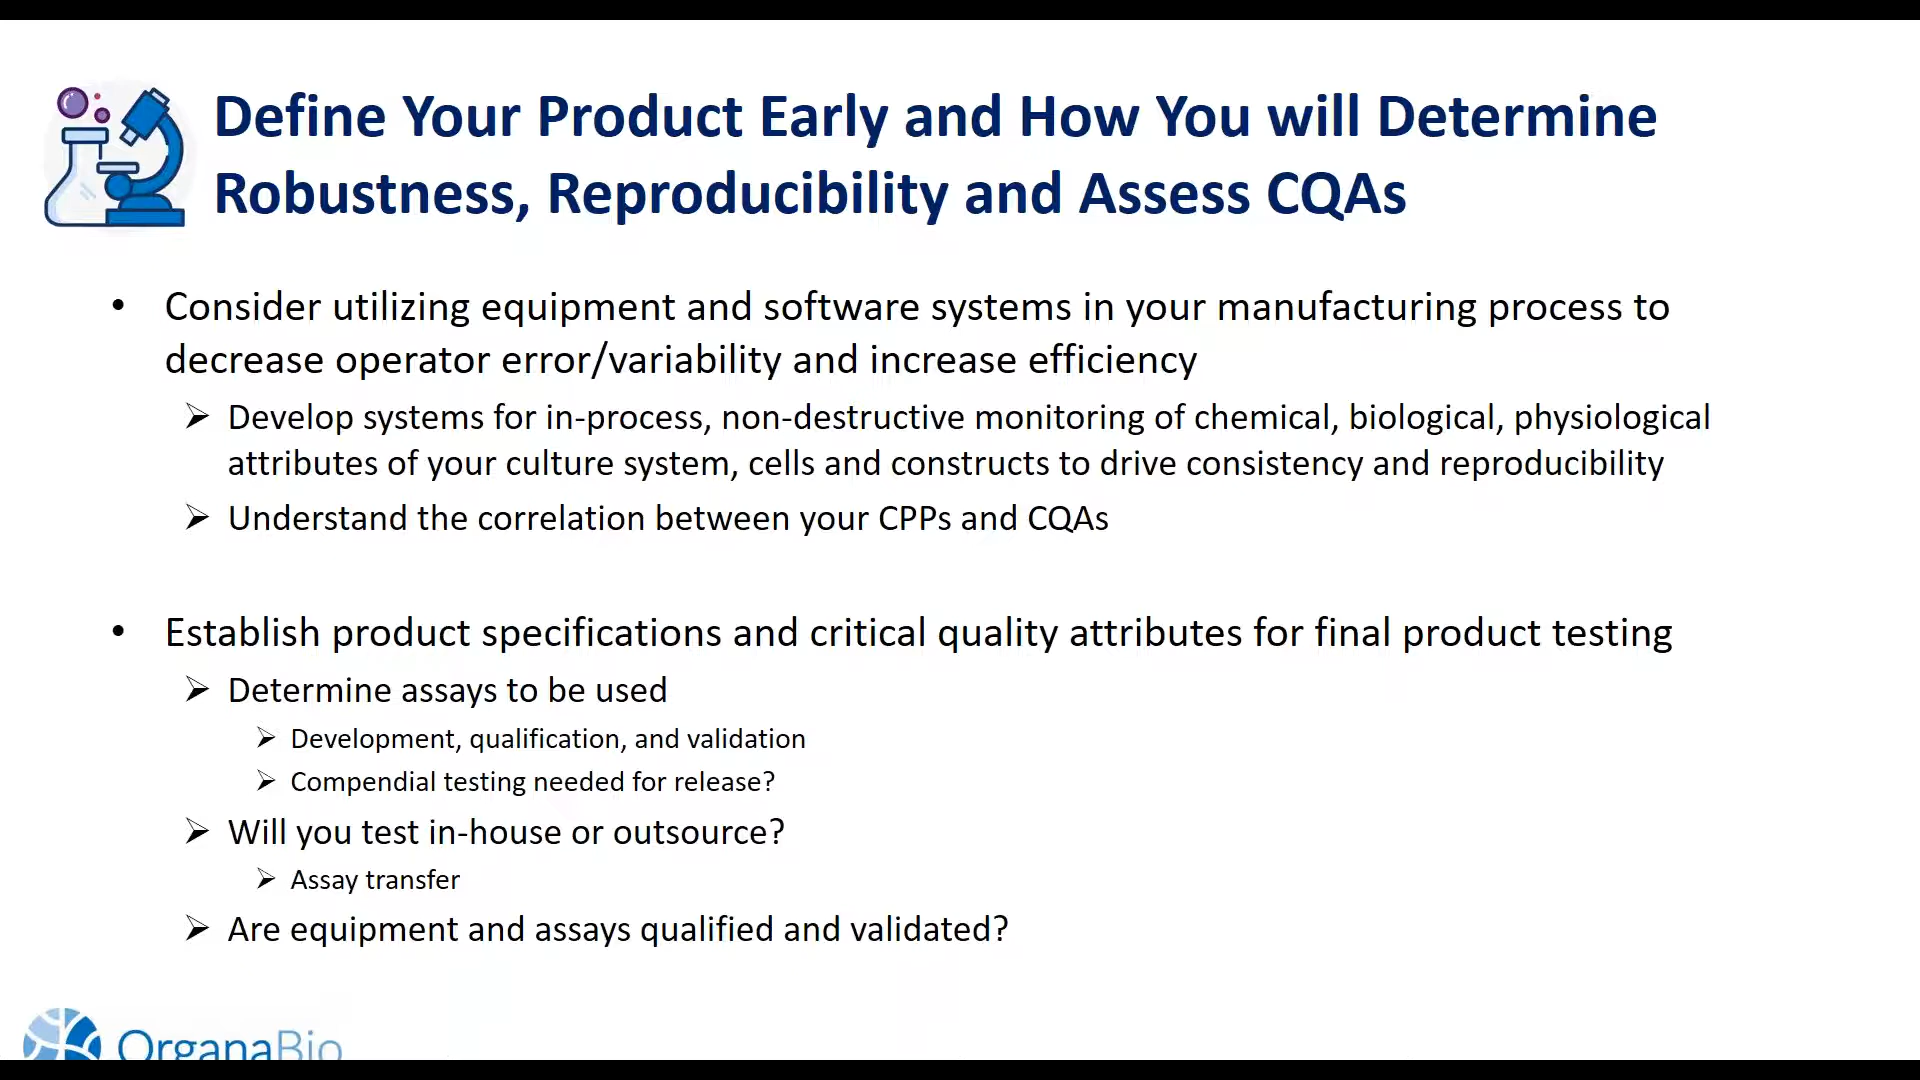 Define Your Product Early and How You will Determine
Robustness, Reproducibility and Assess CQAs
• Consider utilizing equipment and software systems in your manufacturing process to
decrease operator error/variability and increase efficiency
➢ Develop systems for in-process, non-destructive monitoring of chemical, biological, physiological
attributes of your culture system, cells and constructs to drive consistency and reproducibility
➢ Understand the correlation between your CPPs and CQAs
• Establish product specifications and critical quality attributes for final product testing
➢ Determine assays to be used
➢ Development, qualification, and validation
➢ Compendial testing needed for release?
➢ Will you test in-house or outsource?
➢ Assay transfer
➢ Are equipment and assays qualified and validated?
OrganaBio